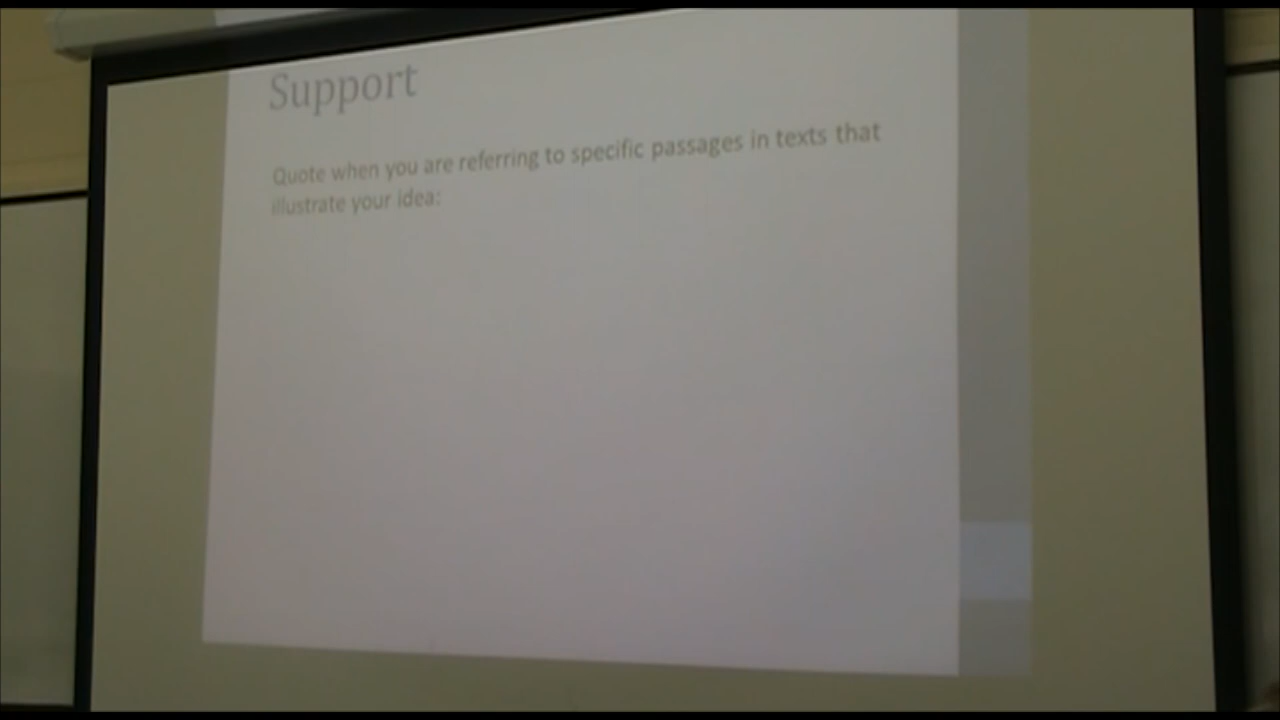 Support
Quote when you are referring to specific passages in texts that
illustrate your idea: